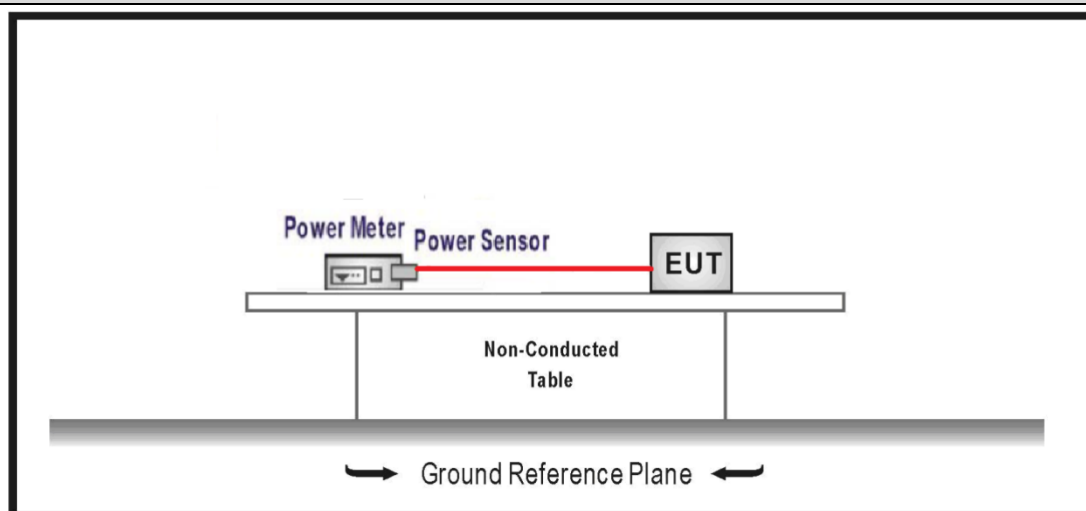 Power Meter
Power Sensor
EUT
Non-Conducted
Table
Ground Reference Plane